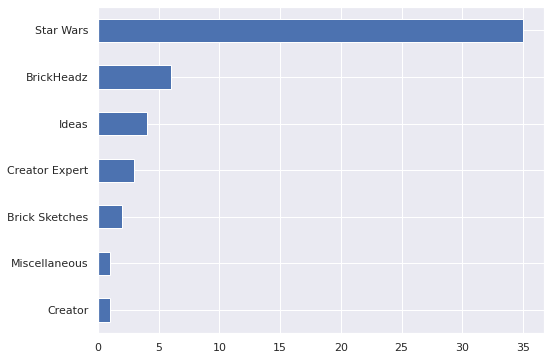 Star Wars
BrickHeadz
Ideas
Creator Expert
Brick Sketches
Miscellaneous
Creator
0 5 10 15 20 25 30 35